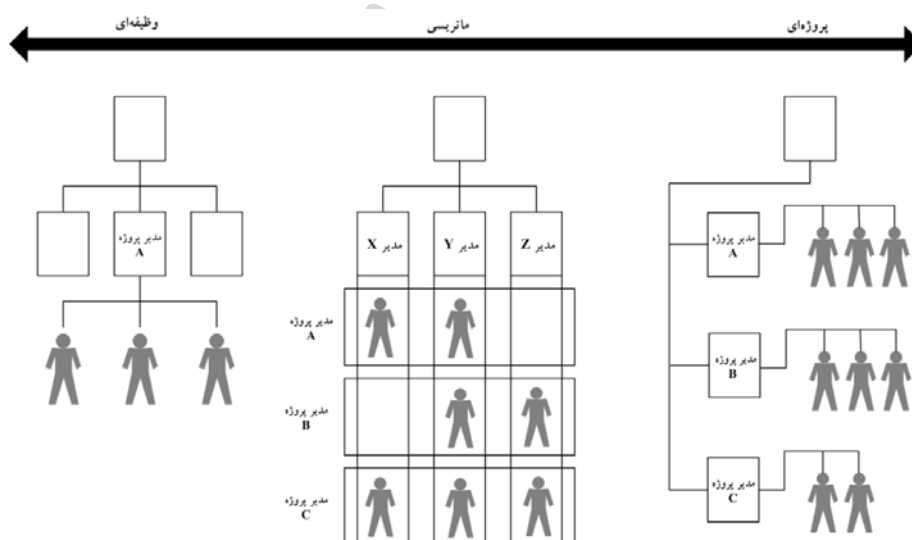 وظیفه‌ای
ماتریسی
پروژه‌ای
مدیر پروژه
A
مدیر X
مدیر Y
مدیر Z
مدیر پروژه
A
مدیر پروژه
B
مدیر پروژه
C
مدیر پروژه
A
مدیر پروژه
B
مدیر پروژه
C